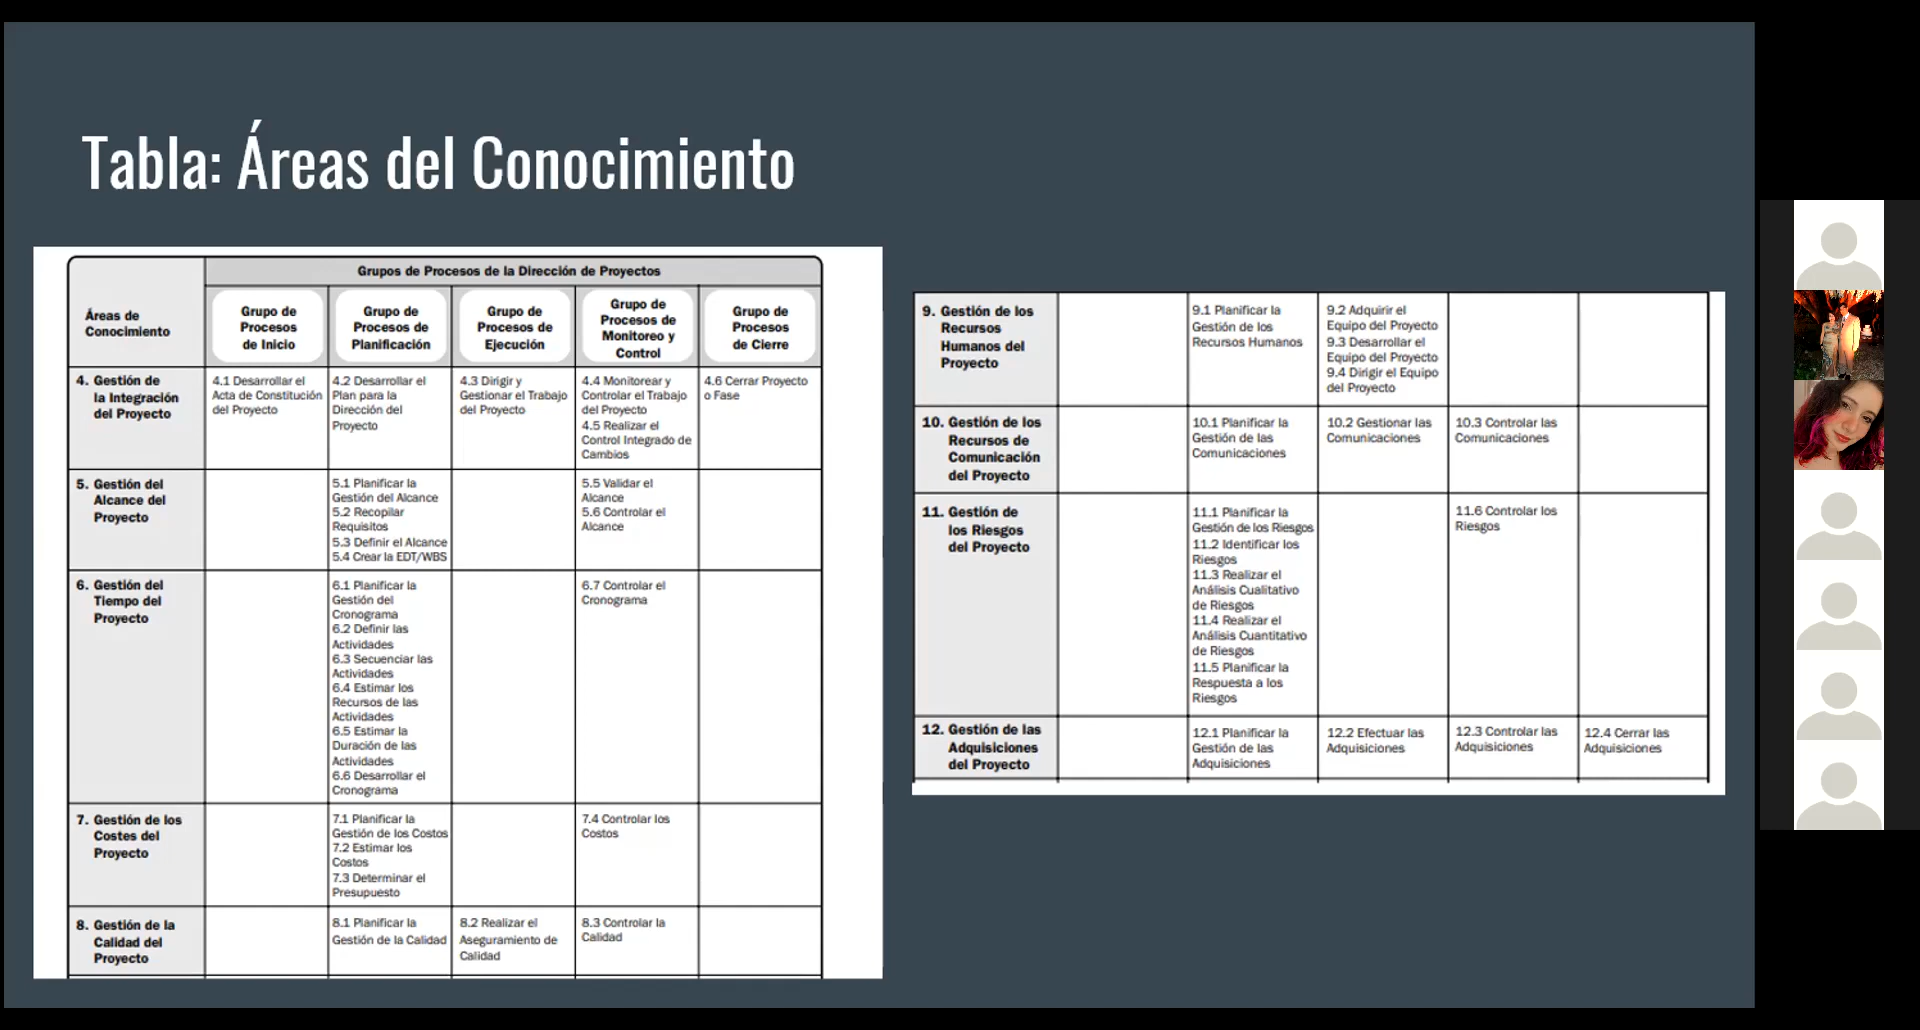 Tabla: Áreas del Conocimiento
Áreas de
Conocimiento
Grupos de Procesos de la Dirección de Proyectos
Grupo de
Procesos
de Inicio
Grupo de
Procesos de
Planificación
Grupo de
Procesos de
Ejecución
Grupo de
Procesos de
Monitoreo y
Control
Grupo de
Procesos
de Cierre
4. Gestión de
la Integración
del Proyecto
4.1 Desarrollar el
Acta de Constitución
del Proyecto
4.2 Desarrollar el
Plan para la
Dirección del
Proyecto
4.3 Dirigir y
Gestionar el Trabajo
del Proyecto
4.4 Monitorear y
Controlar el Trabajo
del Proyecto
4.5 Realizar el
Control Integrado de
Cambios
4.6 Cerrar Proyecto
o Fase
5. Gestión del
Alcance del
Proyecto
5.1 Planificar la
Gestión del Alcance
5.2 Recopilar
Requisitos
5.3 Definir el Alcance
5.4 Crear la EDT/WBS
5.5 Validar el
Alcance
5.6 Controlar el
Alcance
6. Gestión del
Tiempo del
Proyecto
6.1 Planificar la
Gestión del
Cronograma
6.2 Definir las
Actividades
6.3 Secuenciar las
Actividades
6.4 Estimar los
Recursos de las
Actividades
6.5 Estimar la
Duración de las
Actividades
6.6 Desarrollar el
Cronograma
6.7 Controlar el
Cronograma
7. Gestión de los
Costes del
Proyecto
7.1 Planificar la
Gestión de los Costos
7.2 Estimar los
Costos
7.3 Determinar el
Presupuesto
7.4 Controlar los
Costos
8. Gestión de la
Calidad del
Proyecto
8.1 Planificar la
Gestión de la Calidad
8.2 Realizar el
Aseguramiento de
Calidad
8.3 Controlar la
Calidad
9. Gestión de los
Recursos
Humanos del
Proyecto
9.1 Planificar la
Gestión de los
Recursos Humanos
9.2 Adquirir el
Equipo del Proyecto
9.3 Desarrollar el
Equipo del Proyecto
9.4 Dirigir el Equipo
del Proyecto
10. Gestión de los
Recursos de
Comunicación
del Proyecto
10.1 Planificar la
Gestión de las
Comunicaciones
10.2 Gestionar las
Comunicaciones
10.3 Controlar las
Comunicaciones
11. Gestión de
los Riesgos
del Proyecto
11.1 Planificar la
Gestión de los Riesgos
11.2 Identificar los
Riesgos
11.3 Realizar el
Análisis Cualitativo
de Riesgos
11.4 Realizar el
Análisis Cuantitativo
de Riesgos
11.5 Planificar la
Respuesta a los
Riesgos
11.6 Controlar los
Riesgos
12. Gestión de las
Adquisiciones
del Proyecto
12.1 Planificar la
Gestión de las
Adquisiciones
12.2 Efectuar las
Adquisiciones
12.3 Controlar las
Adquisiciones
12.4 Cerrar las
Adquisiciones